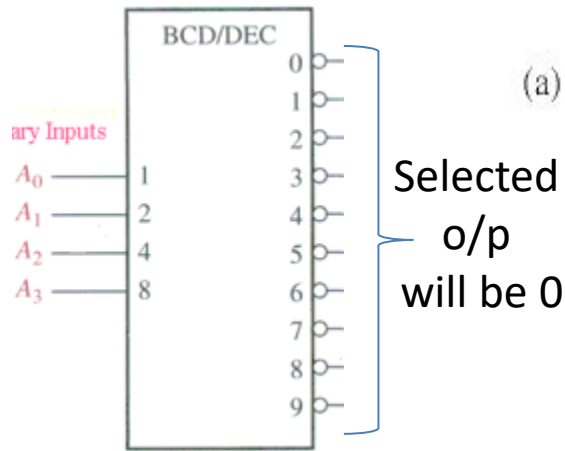 BCD/DEC
(a)
ary Inputs
A₀ 1
A₁ 2
A₂ 4
A₃ 8
0
1
2
3
4
5
6
7
8
9
Selected
o/p
will be 0